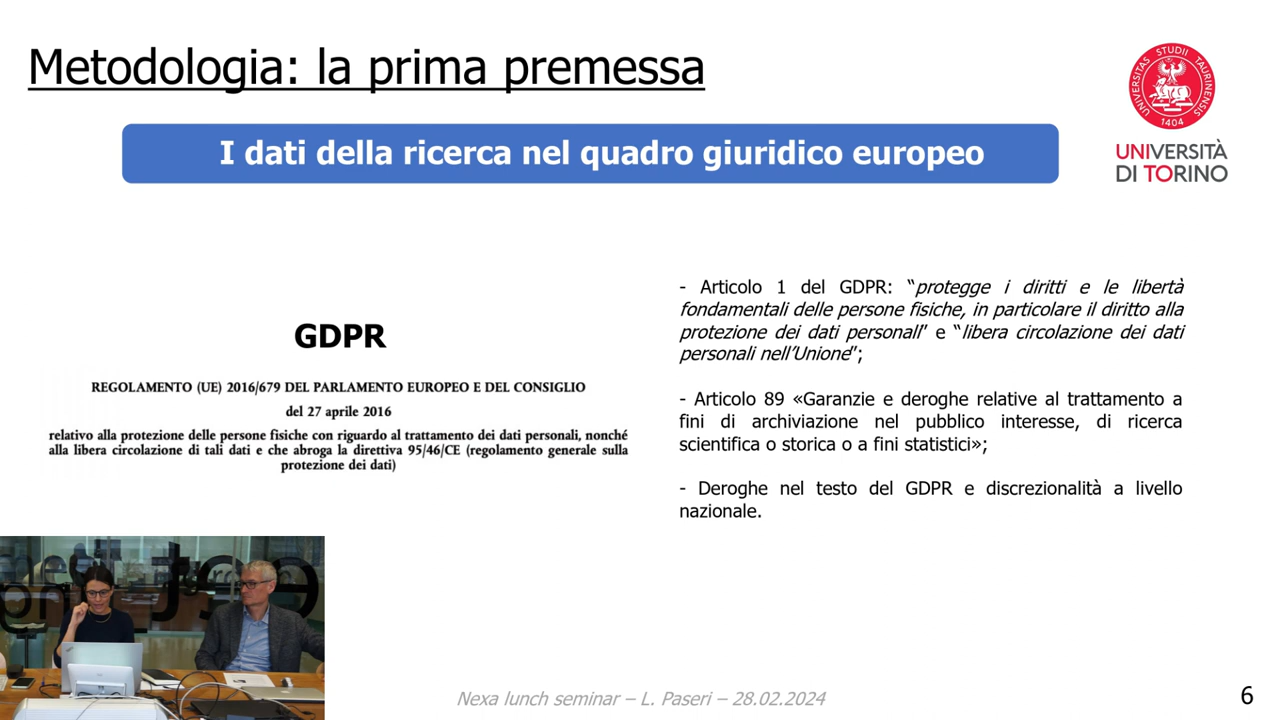 Metodologia: la prima premessa
I dati della ricerca nel quadro giuridico europeo
UNIVERSITAS STUDII TAURINENSIS
1404
UNIVERSITÀ
DI TORINO
GDPR
REGOLAMENTO (UE) 2016/679 DEL PARLAMENTO EUROPEO E DEL CONSIGLIO
del 27 aprile 2016
relativo alla protezione delle persone fisiche con riguardo al trattamento dei dati personali, nonché
alla libera circolazione di tali dati e che abroga la direttiva 95/46/CE (regolamento generale sulla
protezione dei dati)
- Articolo 1 del GDPR: “protegge i diritti e le libertà
fondamentali delle persone fisiche, in particolare il diritto alla
protezione dei dati personali” e “libera circolazione dei dati
personali nell’Unione”;
- Articolo 89 «Garanzie e deroghe relative al trattamento a
fini di archiviazione nel pubblico interesse, di ricerca
scientifica o storica o a fini statistici»;
- Deroghe nel testo del GDPR e discrezionalità a livello
nazionale.
Nexa lunch seminar – L. Paseri – 28.02.2024
6